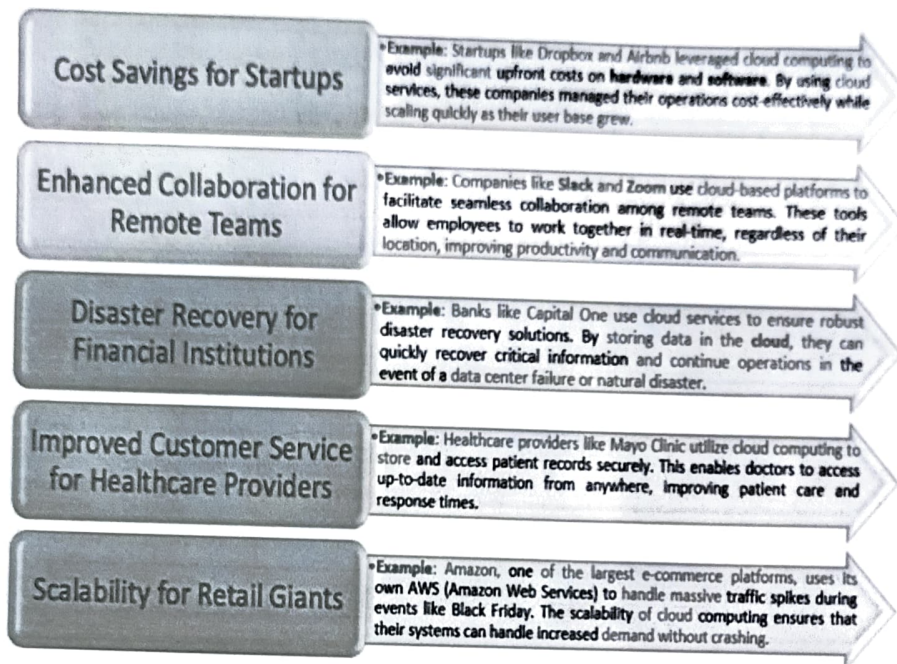 Cost Savings for Startups
•Example: Startups like Dropbox and Airbnb leveraged cloud computing to
avoid significant upfront costs on hardware and software. By using cloud
services, these companies managed their operations cost-effectively while
scaling quickly as their user base grew.
Enhanced Collaboration for
Remote Teams
•Example: Companies like Slack and Zoom use cloud-based platforms to
facilitate seamless collaboration among remote teams. These tools
allow employees to work together in real-time, regardless of their
location, improving productivity and communication.
Disaster Recovery for
Financial Institutions
•Example: Banks like Capital One use cloud services to ensure robust
disaster recovery solutions. By storing data in the cloud, they can
quickly recover critical information and continue operations in the
event of a data center failure or natural disaster.
Improved Customer Service
for Healthcare Providers
•Example: Healthcare providers like Mayo Clinic utilize cloud computing to
store and access patient records securely. This enables doctors to access
up-to-date information from anywhere, improving patient care and
response times.
Scalability for Retail Giants
•Example: Amazon, one of the largest e-commerce platforms, uses its
own AWS (Amazon Web Services) to handle massive traffic spikes during
events like Black Friday. The scalability of cloud computing ensures that
their systems can handle increased demand without crashing.